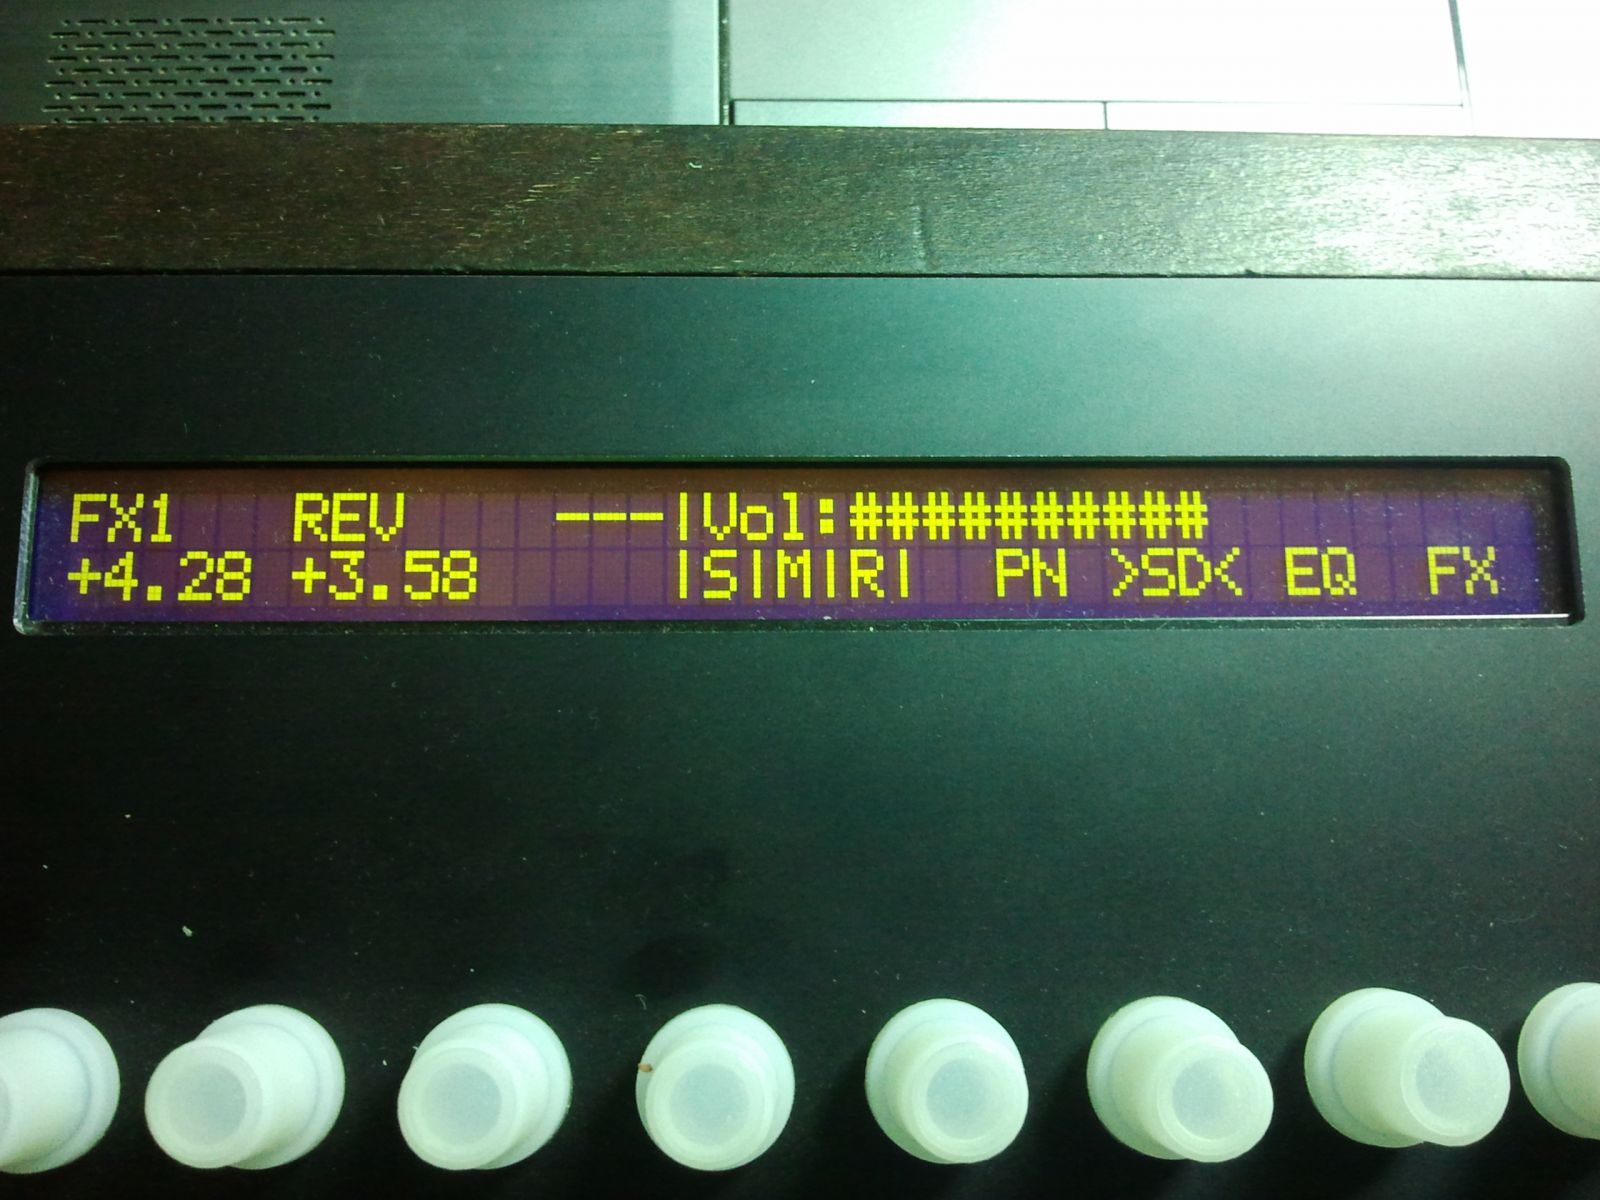 FX1 REV ---|Vol:##########
+4.28 +3.58 |S|M|R| PN >SD< EQ FX